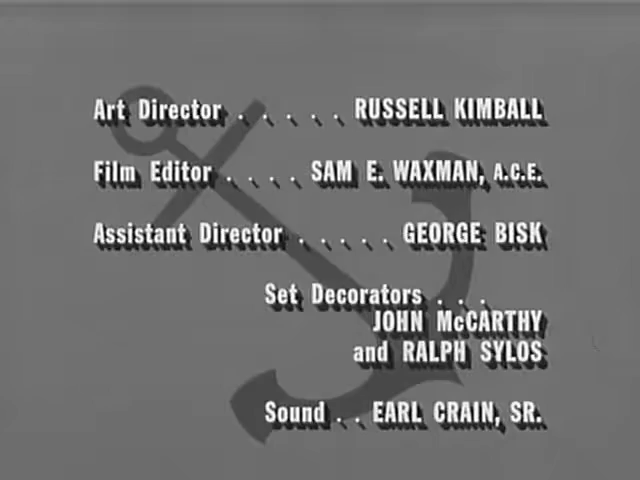 Art Director . . . . . RUSSELL KIMBALL
Film Editor . . . . SAM E. WAXMAN, A.C.E.
Assistant Director . . . . . GEORGE BISK
Set Decorators . . .
JOHN McCARTHY
and RALPH SYLOS
Sound . . EARL CRAIN, SR.